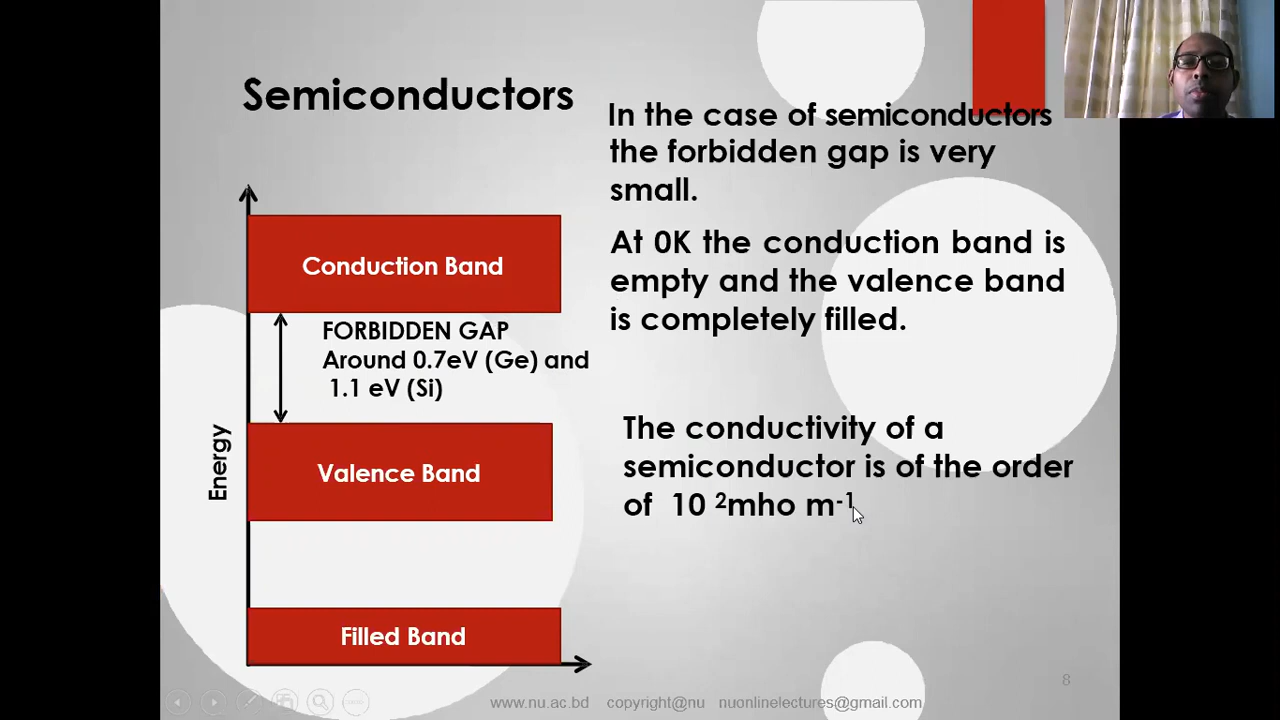 Semiconductors
In the case of semiconductors
the forbidden gap is very
small.
At 0K the conduction band is
empty and the valence band
is completely filled.
The conductivity of a
semiconductor is of the order
of 10 ²mho m⁻¹
Conduction Band
FORBIDDEN GAP
Around 0.7eV (Ge) and
1.1 eV (Si)
Valence Band
Energy
Filled Band
8
www.nu.ac.bd copyright@nu nuonlinelectures@gmail.com